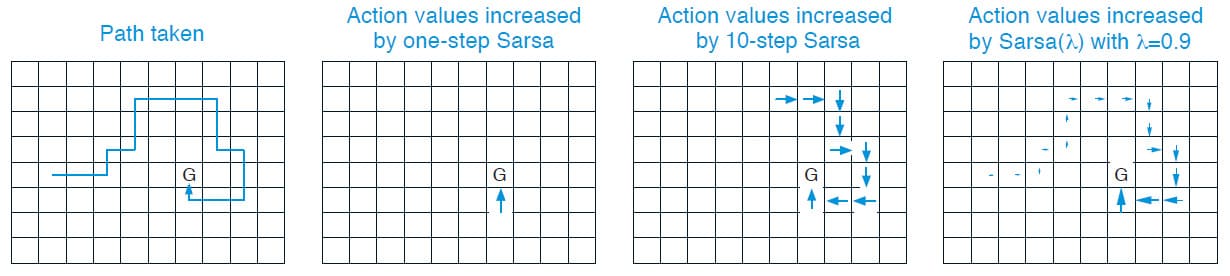 Path taken
Action values increased
by one-step Sarsa
Action values increased
by 10-step Sarsa
Action values increased
by Sarsa(λ) with λ=0.9
G
G
G
G